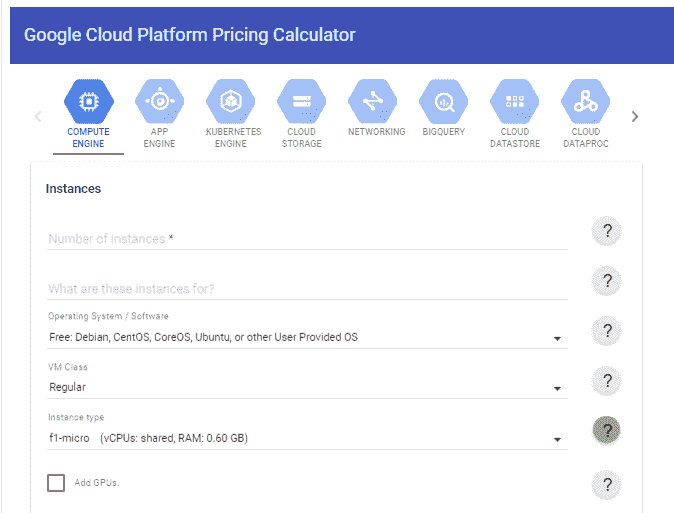 Google Cloud Platform Pricing Calculator
COMPUTE
ENGINE
APP
ENGINE
KUBERNETES
ENGINE
CLOUD
STORAGE
NETWORKING
BIGQUERY
CLOUD
DATASTORE
CLOUD
DATAPROC
Instances
Number of instances *
?
What are these instances for?
?
Operating System / Software
Free: Debian, CentOS, CoreOS, Ubuntu, or other User Provided OS
?
VM Class
Regular
?
Instance type
f1-micro (vCPUs: shared, RAM: 0.60 GB)
?
Add GPUs.
?